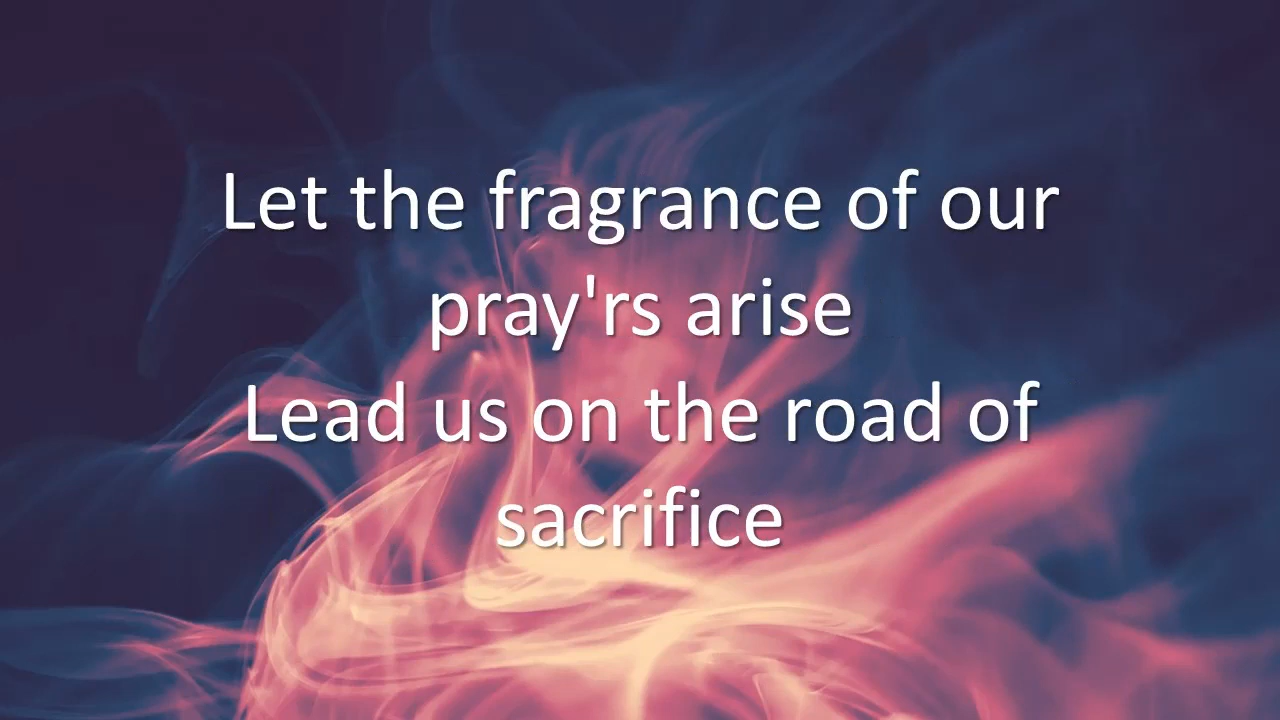 Let the fragrance of our
pray'rs arise
Lead us on the road of
sacrifice